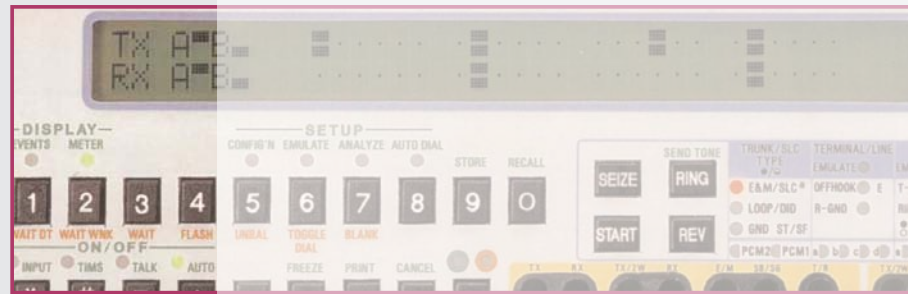 TX A B
RX A B
DISPLAY
SETUP
EVENTS METER CONFIG'N EMULATE ANALYZE AUTO DIAL STORE RECALL
1 2 3 4 5 6 7 8 9 0
WAIT DT WAIT WNK WAIT FLASH UNBAL TOGGLE DIAL BLANK
ON/OFF
INPUT TIMS TALK AUTO FREEZE PRINT CANCEL
SEND TONE
SEIZE RING
START REV
TRUNK/SLC TYPE TERMINAL/LINE
EMULATE
E&M/SLC OFFHOOK E
LOOP/DID R-GND
GND ST/SF
PCM2 PCM1 a b c d
TX RX TX/2W RX E/M SB/SG T/R TX/2W